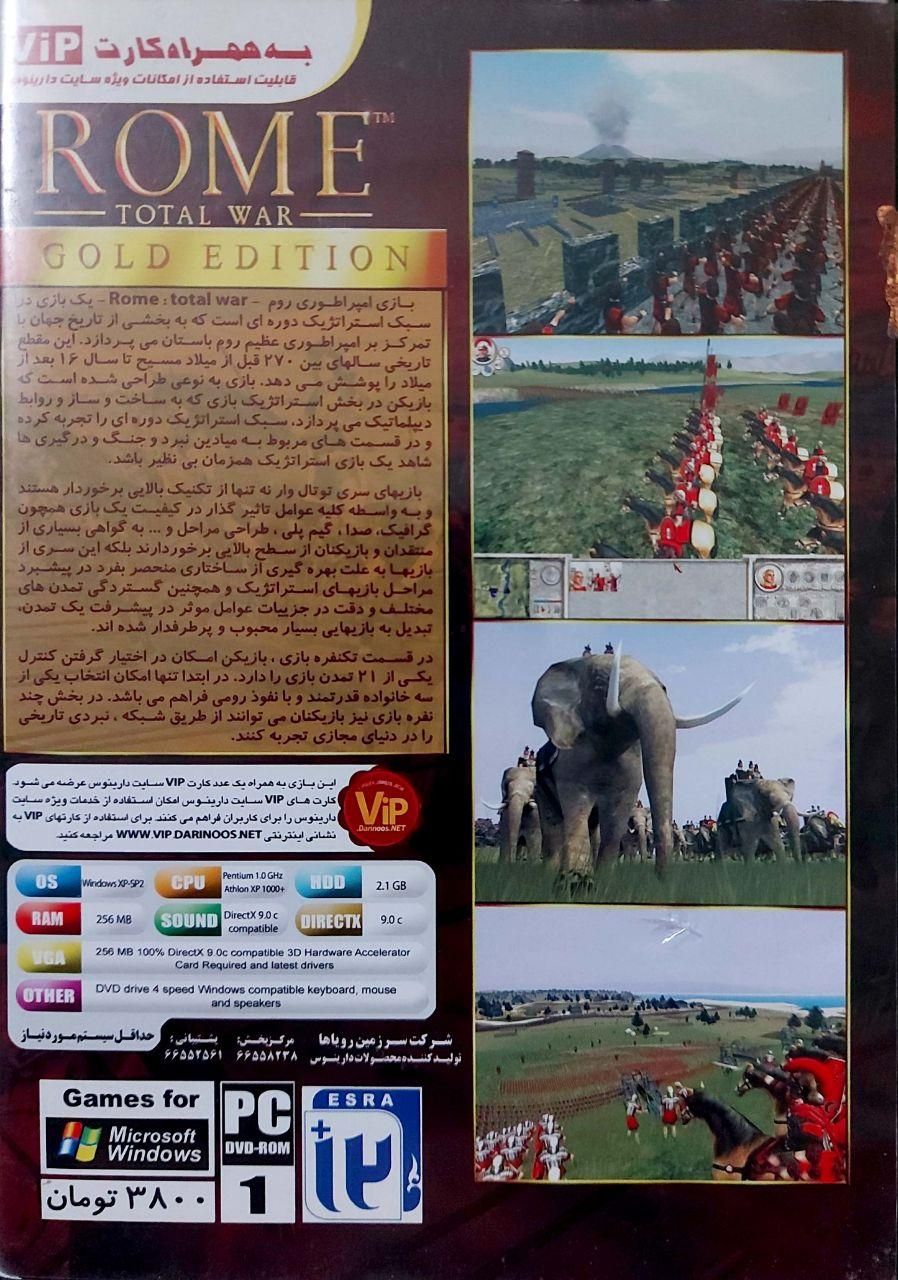 به همراه کارت ViP
قابلیت استفاده از امکانات ویژه سایت دارینوس
ROME™
TOTAL WAR
GOLD EDITION
بازی امپراطوری روم – Rome : total war – یک بازی در
سبک استراتژیک دوره ای است که به بخشی از تاریخ جهان با
تمرکز بر امپراطوری عظیم روم باستان می پردازد. این مقطع
تاریخی سالهای بین ۲۷۰ قبل از میلاد مسیح تا سال ۱۶ بعد از
میلاد را پوشش می دهد. بازی به نوعی طراحی شده است که
بازیکن در بخش استراتژیک بازی که به ساخت و ساز و روابط
دیپلماتیک می پردازد، سبک استراتژیک دوره ای را تجربه کرده
و در قسمت های مربوط به میادین نبرد و جنگ و درگیری ها
شاهد یک بازی استراتژیک همزمان بی نظیر باشد.
بازیهای سری توتال وار نه تنها از تکنیک بالایی برخوردار هستند
و به واسطه کلیه عوامل تاثیر گذار در کیفیت یک بازی همچون
گرافیک، صدا ، گیم پلی ، طراحی مراحل و ... به گواهی بسیاری از
منتقدان و بازیکنان از سطح بالایی برخوردارند بلکه این سری از
بازیها به علت بهره گیری از ساختاری منحصر بفرد در پیشبرد
مراحل بازیهای استراتژیک و همچنین گستردگی تمدن های
مختلف و دقت در جزییات عوامل موثر در پیشرفت یک تمدن،
تبدیل به بازیهایی بسیار محبوب و پرطرفدار شده اند.
در قسمت تکنفره بازی ، بازیکن امکان در اختیار گرفتن کنترل
یکی از ۲۱ تمدن بازی را دارد. در ابتدا تنها امکان انتخاب یکی از
سه خانواده قدرتمند و با نفوذ رومی فراهم می باشد. در بخش چند
نفره بازی نیز بازیکنان می توانند از طریق شبکه ، نبردی تاریخی
را در دنیای مجازی تجربه کنند.
این بازی به همراه یک عدد کارت VIP سایت دارینوس عرضه می شود.
کارت های VIP سایت دارینوس امکان استفاده از خدمات ویژه سایت
دارینوس را برای کاربران فراهم می کنند. برای استفاده از کارتهای VIP به
نشانی اینترنتی WWW.VIP.DARINOOS.NET مراجعه کنید.
ViP
.Darinoos.NET
OS Windows XP-SP2 CPU Pentium 1.0 GHz Athlon XP 1000+ HDD 2.1 GB
RAM 256 MB SOUND DirectX 9.0 c compatible DIRECTX 9.0 c
VGA 256 MB 100% DirectX 9.0c compatible 3D Hardware Accelerator
Card Required and latest drivers
OTHER DVD drive 4 speed Windows compatible keyboard, mouse
and speakers
حداقل سیستم مورد نیاز
پشتیبانی :
۶۶۵۵۲۵۶۱
مرکز پخش:
۶۶۵۵۸۲۳۸
شرکت سرزمین رویاها
تولید کننده محصولات دارینوس
Games for
Microsoft
Windows
۳۸۰۰ تومان
PC
DVD-ROM
1
ESRA
+۱۲